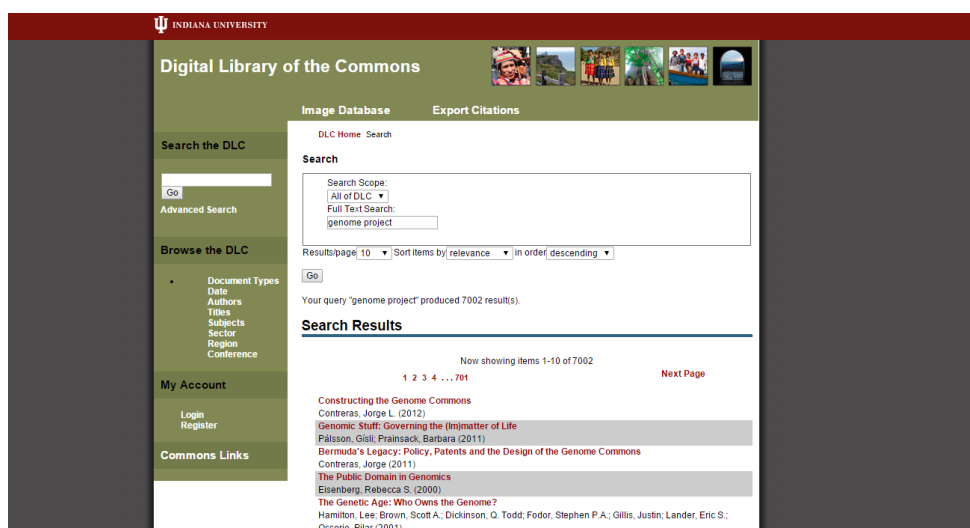 INDIANA UNIVERSITY
Digital Library of the Commons
Image Database Export Citations
Search the DLC
Go
Advanced Search
Browse the DLC
Document Types
Date
Authors
Titles
Subjects
Sector
Region
Conference
My Account
Login
Register
Commons Links
DLC Home Search
Search
Search Scope:
All of DLC
Full Text Search:
genome project
Results/page 10 Sort items by relevance in order descending
Go
Your query "genome project" produced 7002 result(s).
Search Results
Now showing items 1-10 of 7002
1 2 3 4 ...701 Next Page
Constructing the Genome Commons
Contreras, Jorge L. (2012)
Genomic Stuff: Governing the (Im)matter of Life
Pálsson, Gísli; Prainsack, Barbara (2011)
Bermuda's Legacy: Policy, Patents and the Design of the Genome Commons
Contreras, Jorge (2011)
The Public Domain in Genomics
Eisenberg, Rebecca S. (2000)
The Genetic Age: Who Owns the Genome?
Hamilton, Lee; Brown, Scott A.; Dickinson, Q. Todd; Fodor, Stephen P.A.; Gillis, Justin; Lander, Eric S.;
Ossorio, Pilar (2001)